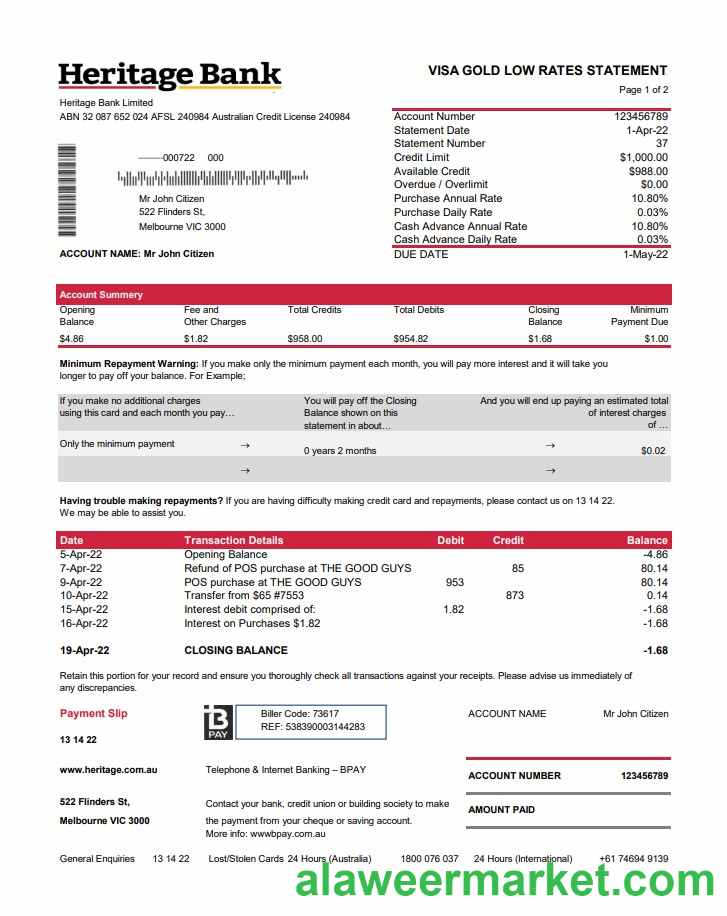 Heritage Bank
VISA GOLD LOW RATES STATEMENT
Page 1 of 2
Heritage Bank Limited
ABN 32 087 652 024 AFSL 240984 Australian Credit License 240984
Account Number 123456789
Statement Date 1-Apr-22
Statement Number 37
Credit Limit $1,000.00
Available Credit $988.00
Overdue / Overlimit $0.00
Purchase Annual Rate 10.80%
Purchase Daily Rate 0.03%
Cash Advance Annual Rate 10.80%
Cash Advance Daily Rate 0.03%
DUE DATE 1-May-22
000722 000
Mr John Citizen
522 Flinders St,
Melbourne VIC 3000
ACCOUNT NAME: Mr John Citizen
Account Summery
Opening Balance Fee and Other Charges Total Credits Total Debits Closing Balance Minimum Payment Due
$4.86 $1.82 $958.00 $954.82 $1.68 $1.00
Minimum Repayment Warning: If you make only the minimum payment each month, you will pay more interest and it will take you
longer to pay off your balance. For Example;
If you make no additional charges
using this card and each month you pay…
You will pay off the Closing
Balance shown on this
statement in about…
And you will end up paying an estimated total
of interest charges
of …
Only the minimum payment → 0 years 2 months → $0.02
→ →
Having trouble making repayments? If you are having difficulty making credit card and repayments, please contact us on 13 14 22.
We may be able to assist you.
Date Transaction Details Debit Credit Balance
5-Apr-22 Opening Balance -4.86
7-Apr-22 Refund of POS purchase at THE GOOD GUYS 85 80.14
9-Apr-22 POS purchase at THE GOOD GUYS 953 80.14
10-Apr-22 Transfer from $65 #7553 873 0.14
15-Apr-22 Interest debit comprised of: 1.82 -1.68
16-Apr-22 Interest on Purchases $1.82 -1.68
19-Apr-22 CLOSING BALANCE -1.68
Retain this portion for your record and ensure you thoroughly check all transactions against your receipts. Please advise us immediately of
any discrepancies.
Payment Slip
13 14 22
www.heritage.com.au
522 Flinders St,
Melbourne VIC 3000
B
PAY
Biller Code: 73617
REF: 538390003144283
Telephone & Internet Banking – BPAY
Contact your bank, credit union or building society to make
the payment from your cheque or saving account.
More info: wwwbpay.com.au
ACCOUNT NAME Mr John Citizen
ACCOUNT NUMBER 123456789
AMOUNT PAID
General Enquiries 13 14 22 Lost/Stolen Cards 24 Hours (Australia) 1800 076 037 24 Hours (International) +61 74694 9139
alaweermarket.com